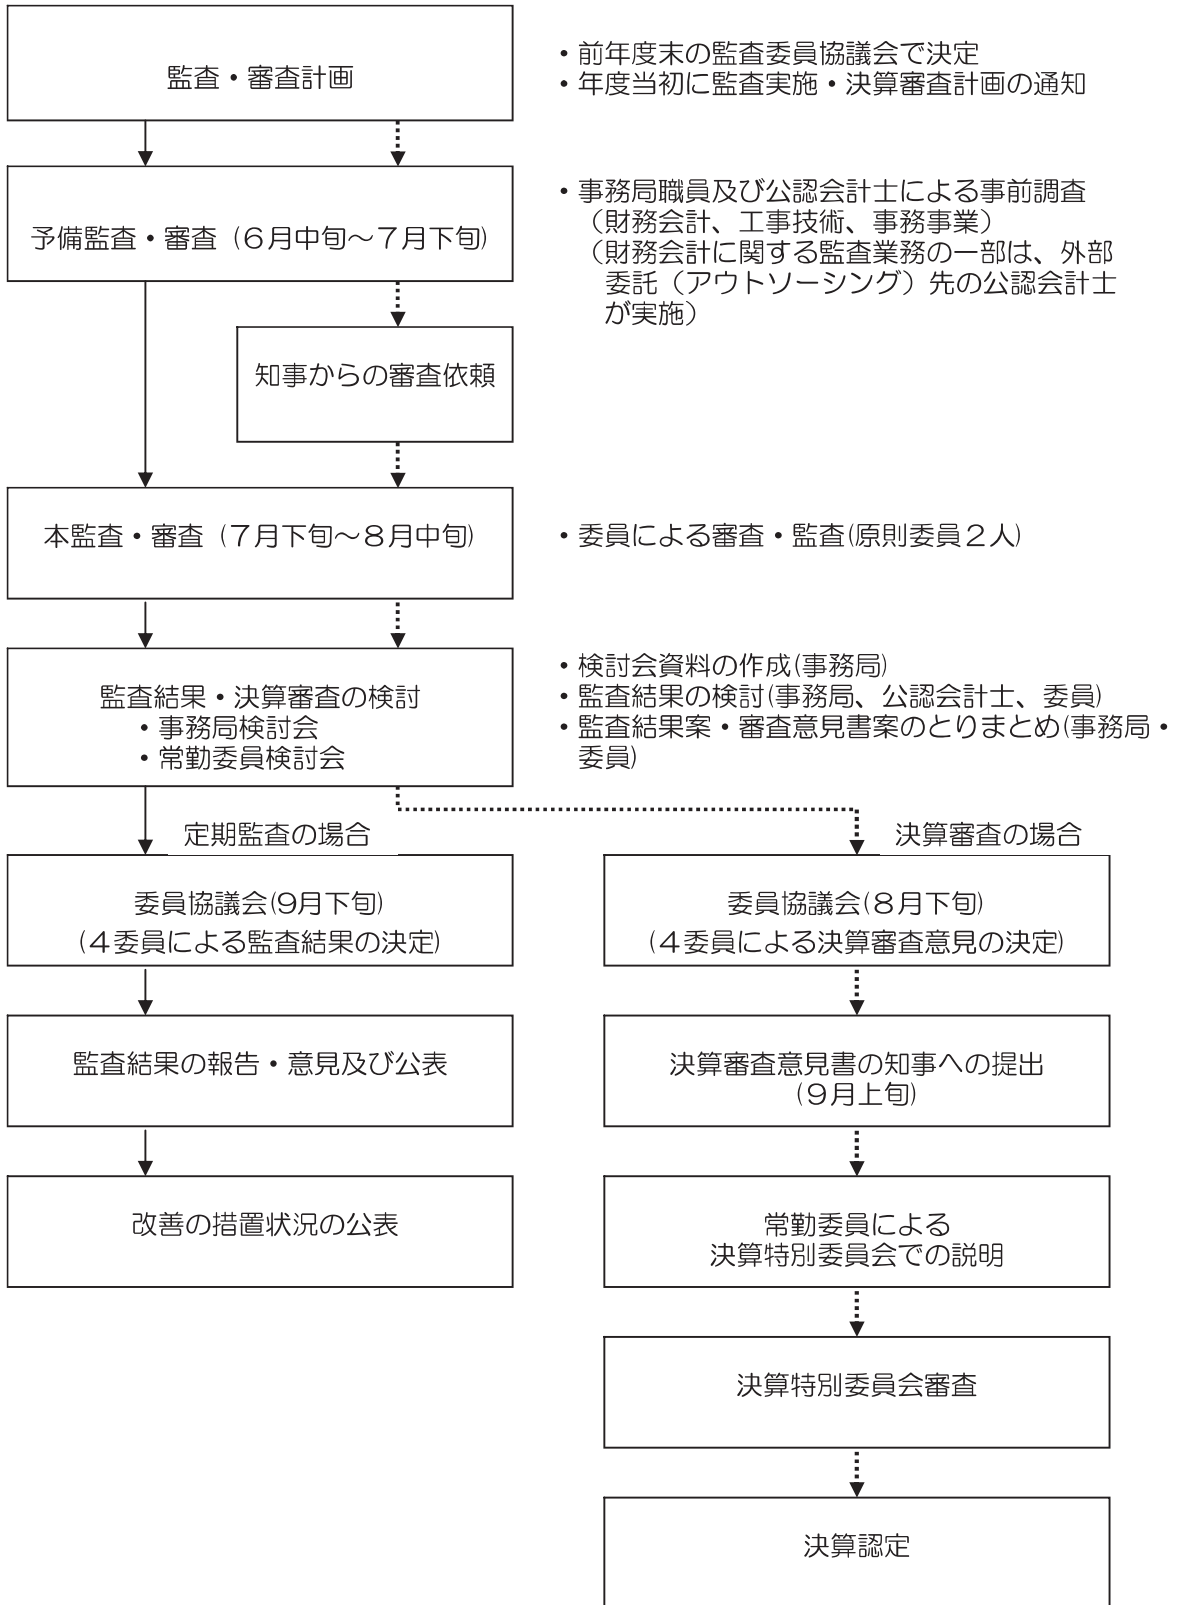 監査・審査計画
・前年度末の監査委員協議会で決定
・年度当初に監査実施・決算審査計画の通知
予備監査・審査（６月中旬～７月下旬）
・事務局職員及び公認会計士による事前調査
（財務会計、工事技術、事務事業）
（財務会計に関する監査業務の一部は、外部
委託（アウトソーシング）先の公認会計士
が実施）
知事からの審査依頼
本監査・審査（７月下旬～８月中旬）
・委員による審査・監査(原則委員２人)
監査結果・決算審査の検討
・事務局検討会
・常勤委員検討会
・検討会資料の作成(事務局)
・監査結果の検討(事務局、公認会計士、委員)
・監査結果案・審査意見書案のとりまとめ(事務局・
委員)
定期監査の場合
委員協議会(９月下旬)
(４委員による監査結果の決定)
監査結果の報告・意見及び公表
改善の措置状況の公表
決算審査の場合
委員協議会(８月下旬)
(４委員による決算審査意見の決定)
決算審査意見書の知事への提出
(９月上旬)
常勤委員による
決算特別委員会での説明
決算特別委員会審査
決算認定